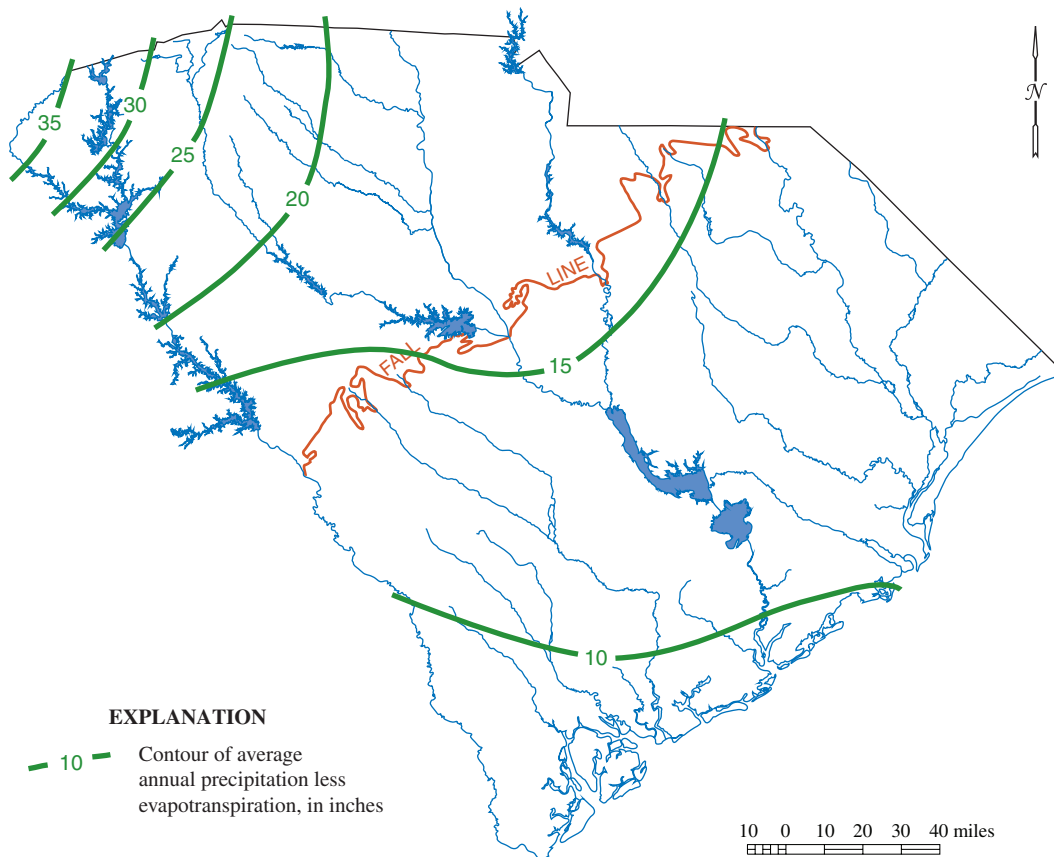 N
35
30
25
20
LINE
FALL
15
10
EXPLANATION
10
Contour of average
annual precipitation less
evapotranspiration, in inches
10 0 10 20 30 40 miles